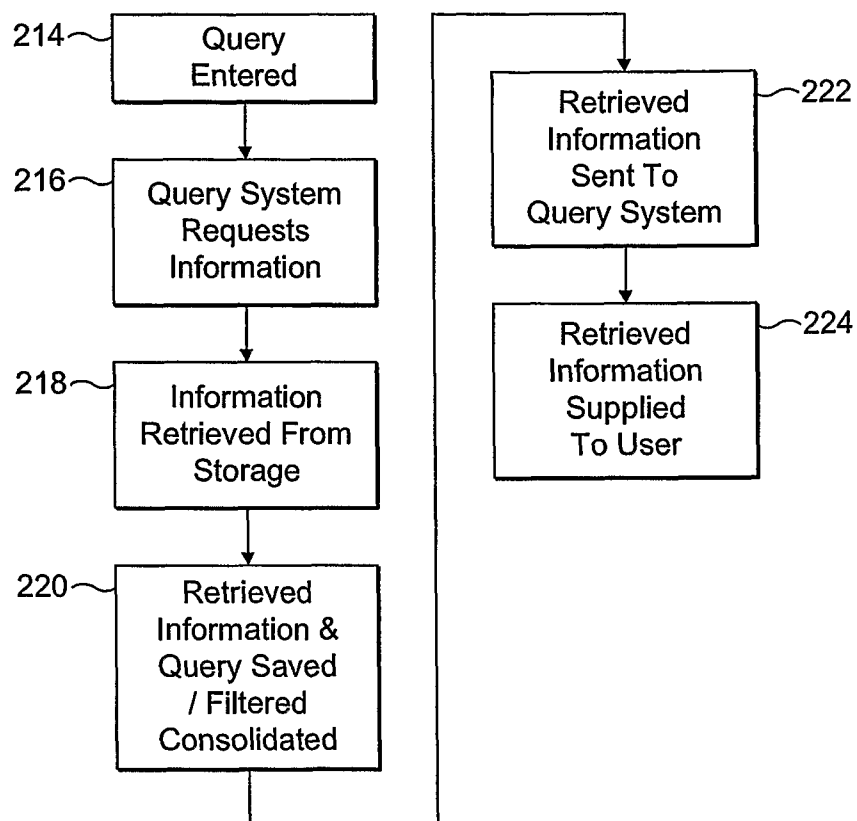 214
Query
Entered
216
Query System
Requests
Information
218
Information
Retrieved From
Storage
220
Retrieved
Information &
Query Saved
/ Filtered
Consolidated
222
Retrieved
Information
Sent To
Query System
224
Retrieved
Information
Supplied
To User